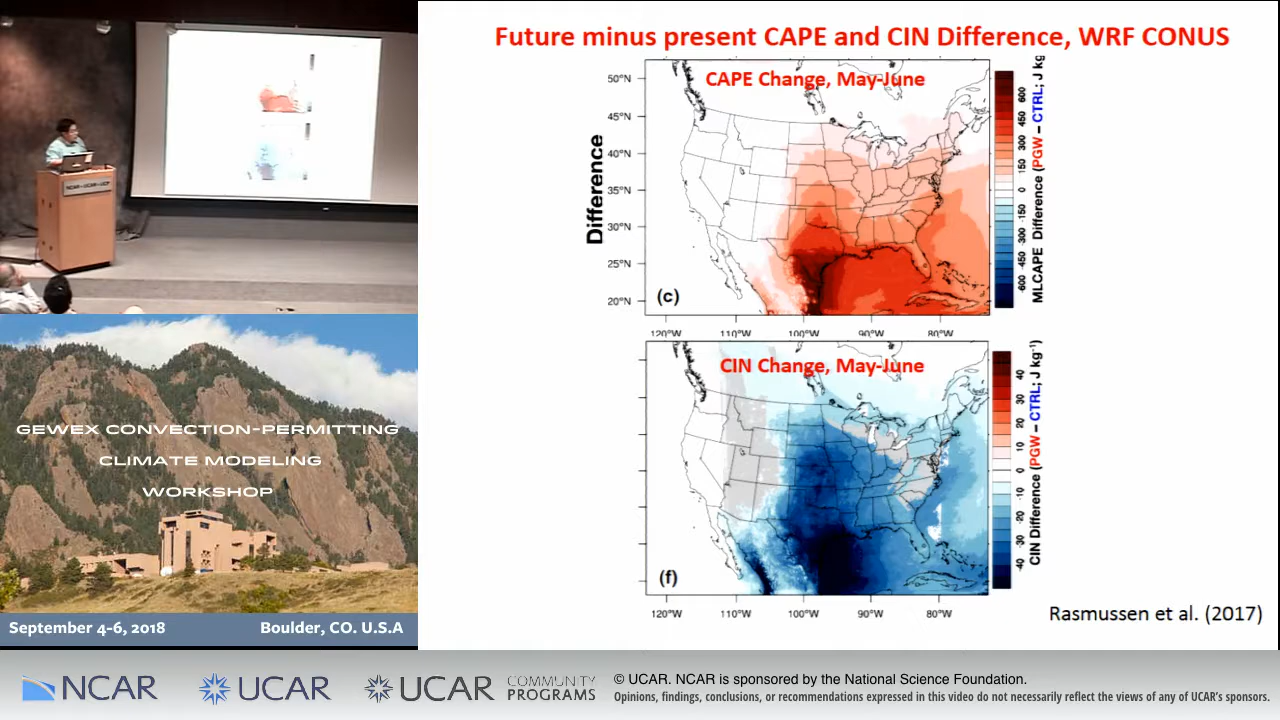 NCAR-UCAR-UCP
GEWEX CONVECTION-PERMITTING
CLIMATE MODELING
WORKSHOP
September 4-6, 2018
Boulder, CO. U.S.A
Future minus present CAPE and CIN Difference, WRF CONUS
CAPE Change, May-June
Difference
50°N
45°N
40°N
35°N
30°N
25°N
20°N
(c)
120°W 110°W 100°W 90°W 80°W
600
450
300
150
0
-150
-300
-450
-600
MLCAPE Difference (PGW – CTRL; J kg
CIN Change, May-June
(f)
120°W 110°W 100°W 90°W 80°W
40
30
20
10
0
-10
-20
-30
-40
CIN Difference (PGW – CTRL; J kg⁻¹)
Rasmussen et al. (2017)
NCAR
UCAR
UCAR
COMMUNITY
PROGRAMS
© UCAR. NCAR is sponsored by the National Science Foundation.
Opinions, findings, conclusions, or recommendations expressed in this video do not necessarily reflect the views of any of UCAR's sponsors.